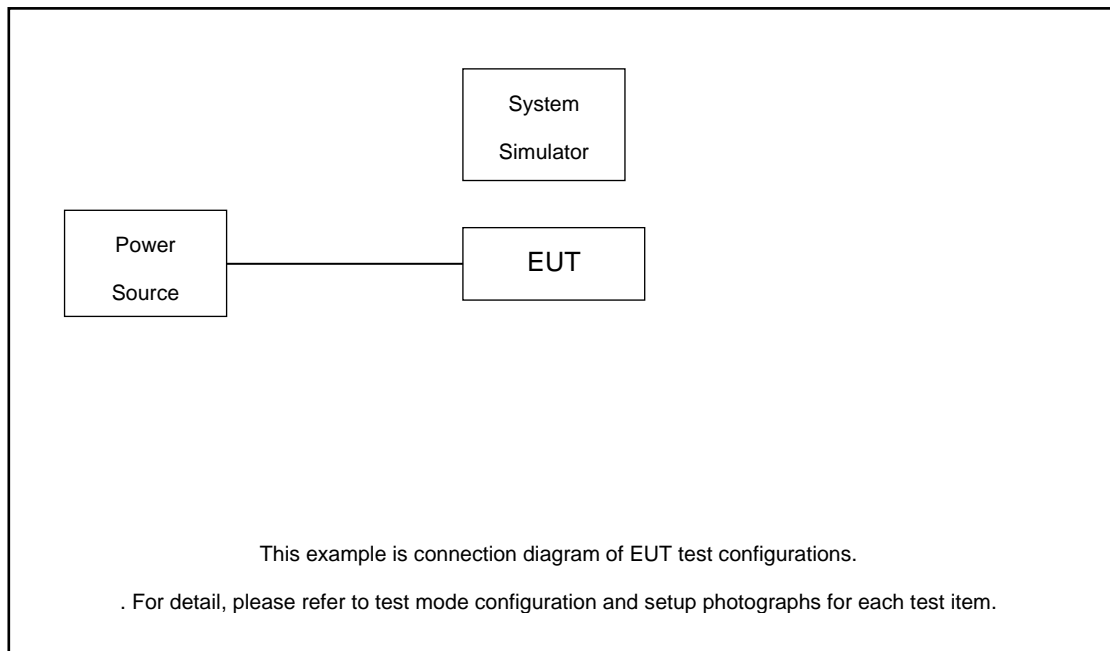 System
Simulator
Power
Source
EUT
This example is connection diagram of EUT test configurations.
. For detail, please refer to test mode configuration and setup photographs for each test item.